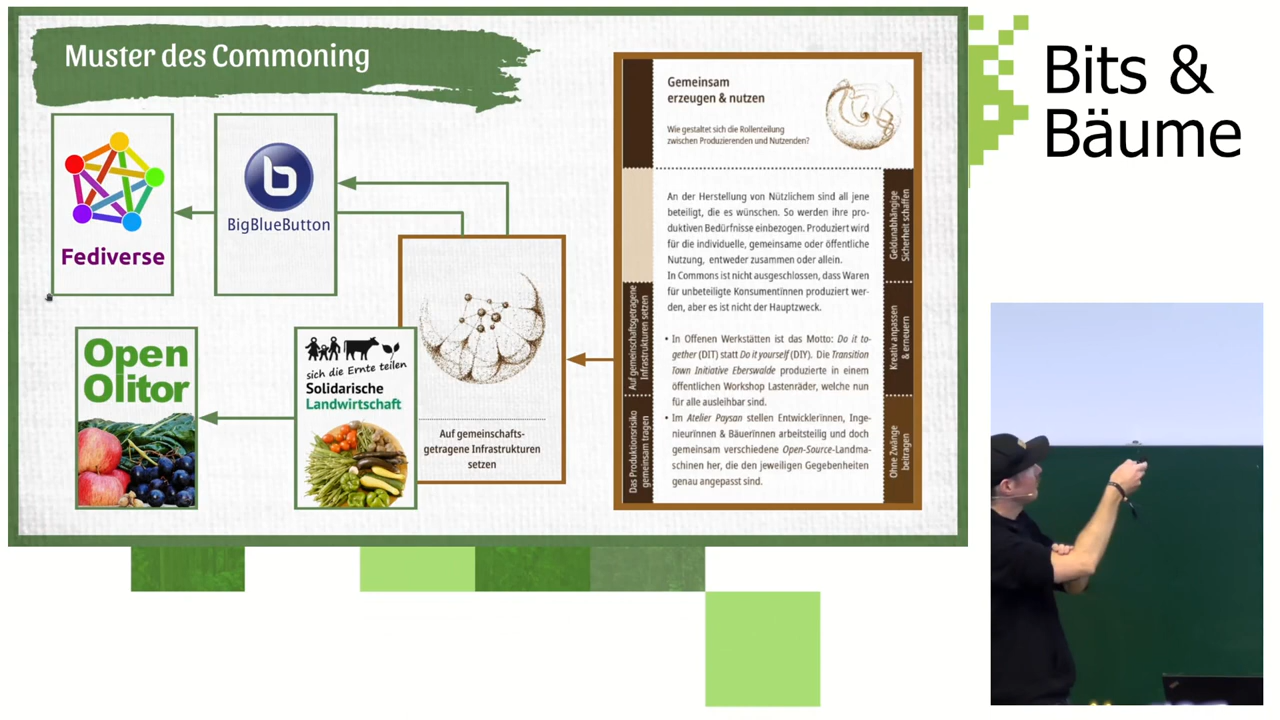 Muster des Commoning
Fediverse
b
BigBlueButton
Open
Olitor
sich die Ernte teilen
Solidarische
Landwirtschaft
Auf gemeinschafts-
getragene Infrastrukturen
setzen
Gemeinsam
erzeugen & nutzen
Wie gestaltet sich die Rollenteilung
zwischen Produzierenden und Nutzenden?
An der Herstellung von Nützlichem sind all jene
beteiligt, die es wünschen. So werden ihre pro-
duktiven Bedürfnisse einbezogen. Produziert wird
für die individuelle, gemeinsame oder öffentliche
Nutzung, entweder zusammen oder allein.
In Commons ist nicht ausgeschlossen, dass Waren
für unbeteiligte Konsumentinnen produziert wer-
den, aber es ist nicht der Hauptzweck.
• In Offenen Werkstätten ist das Motto: Do it to-
gether (DIT) statt Do it yourself (DIY). Die Transition
Town Initiative Eberswalde produzierte in einem
öffentlichen Workshop Lastenräder, welche nun
für alle ausleihbar sind.
• Im Atelier Paysan stellen Entwicklerinnen, Inge-
nieurinnen & Bäuerinnen arbeitsteilig und doch
gemeinsam verschiedene Open-Source-Landma-
schinen her, die den jeweiligen Gegebenheiten
genau angepasst sind.
Auf gemeinschaftsgetragene
Infrastrukturen setzen
Das Produktionsrisiko
gemeinsam tragen
Geldunabhängige
Sicherheit schaffen
Kreativ anpassen
& erneuern
Ohne Zwänge
beitragen
Bits &
Bäume